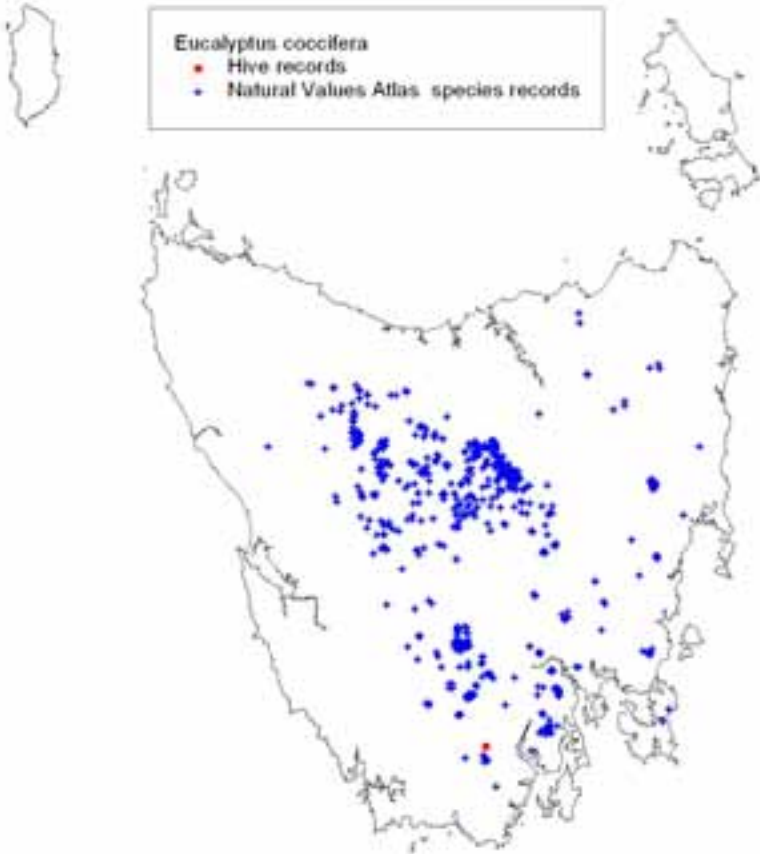 Eucalyptus coccifera
Hive records
Natural Values Atlas species records